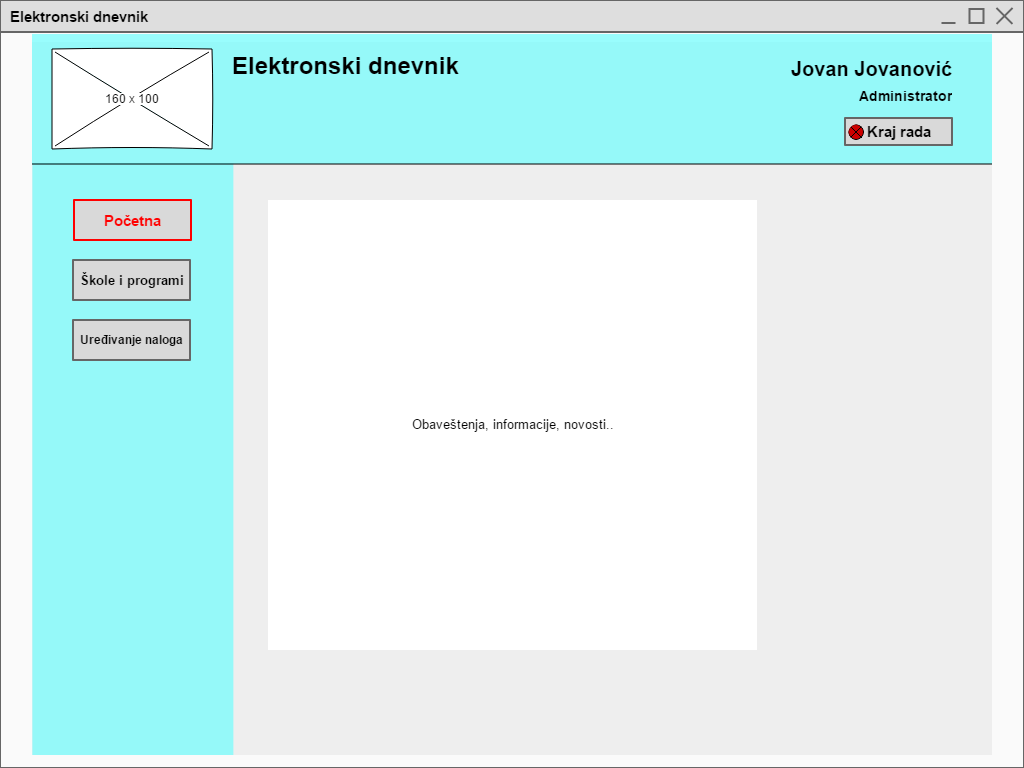 Elektronski dnevnik
160 x 100
Elektronski dnevnik
Jovan Jovanović
Administrator
Kraj rada
Početna
Škole i programi
Uređivanje naloga
Obaveštenja, informacije, novosti..